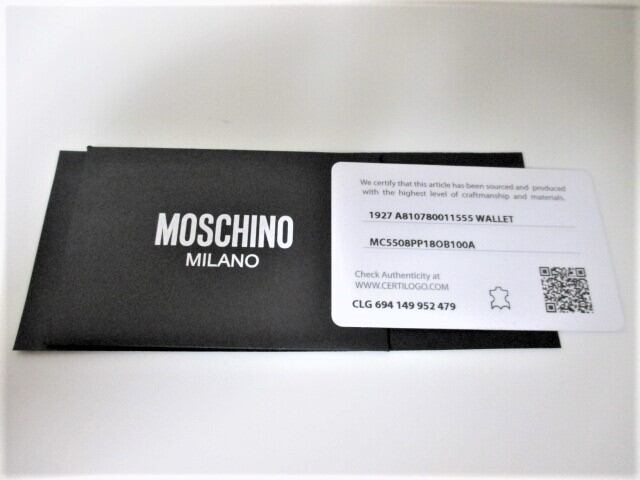 MOSCHINO
MILANO
We certify that this article has been sourced and produced
with the highest level of craftmanship and materials.
1927 A810780011555 WALLET
MC5508PP18OB100A
Check Authenticity at
WWW.CERTILOGO.COM
CLG 694 149 952 479